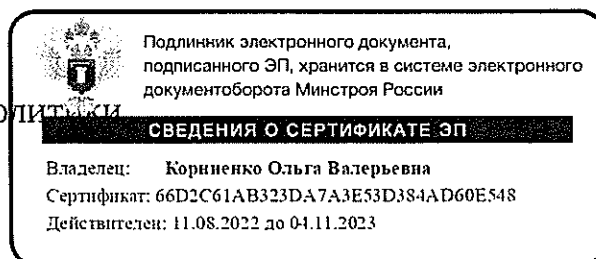 Подлинник электронного документа,
подписанного ЭП, хранится в системе электронного
документооборота Минстроя России
СВЕДЕНИЯ О СЕРТИФИКАТЕ ЭП
Владелец: Корниенко Ольга Валерьевна
Сертификат: 66D2C61AB323DA7A3E53D384AD60E548
Действителен: 11.08.2022 до 04.11.2023